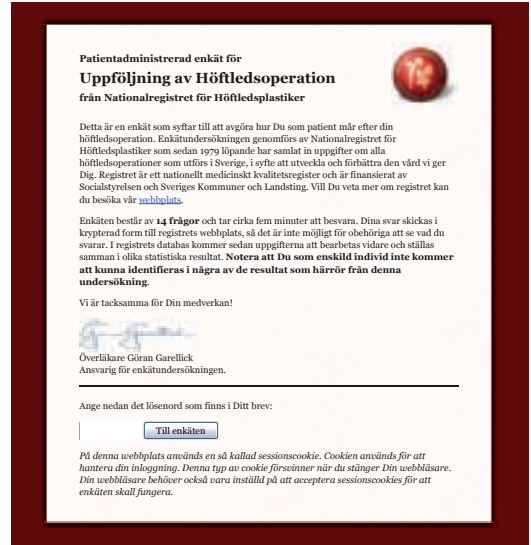 Patientadministrerad enkät för
Uppföljning av Höftledsoperation
från Nationalregistret för Höftledsplastiker
Detta är en enkät som syftar till att avgöra hur Du som patient mår efter din
höftledsoperation. Enkätundersökningen genomförs av Nationalregistret för
Höftledsplastiker som sedan 1979 löpande har samlat in uppgifter om alla
höftledsoperationer som utförs i Sverige, i syfte att utveckla och förbättra den vård vi ger
Dig. Registret är ett nationellt medicinskt kvalitetsregister och är finansierat av
Socialstyrelsen och Sveriges Kommuner och Landsting. Vill Du veta mer om registret kan
du besöka vår webbplats.
Enkäten består av 14 frågor och tar cirka fem minuter att besvara. Dina svar skickas i
krypterad form till registrets webbplats, så det är inte möjligt för obehöriga att se vad du
svarar. I registrets databas kommer sedan uppgifterna att bearbetas vidare och ställas
samman i olika statistiska resultat. Notera att Du som enskild individ inte kommer
att kunna identifieras i några av de resultat som härrör från denna
undersökning.
Vi är tacksamma för Din medverkan!
Överläkare Göran Garellick
Ansvarig för enkätundersökningen.
Ange nedan det lösenord som finns i Ditt brev:
Till enkäten
På denna webbplats används en så kallad sessionscookie. Cookien används för att
hantera din inloggning. Denna typ av cookie försvinner när du stänger Din webbläsare.
Din webbläsare behöver också vara inställd på att acceptera sessionscookies för att
enkäten skall fungera.